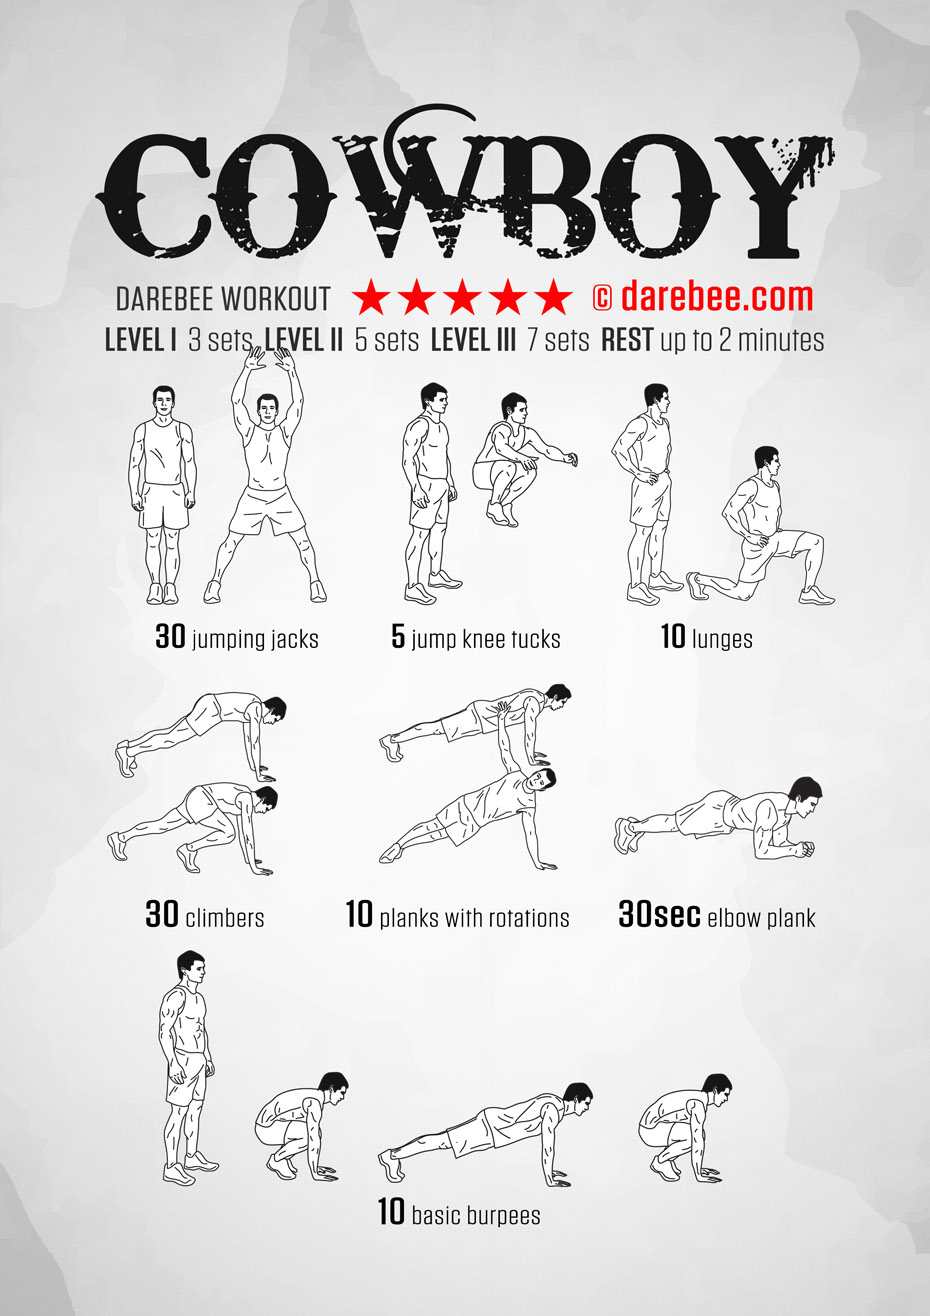 COWBOY
DAREBEE WORKOUT ★★★★★ © darebee.com
LEVEL I 3 sets LEVEL II 5 sets LEVEL III 7 sets REST up to 2 minutes
30 jumping jacks 5 jump knee tucks 10 lunges
30 climbers 10 planks with rotations 30sec elbow plank
10 basic burpees